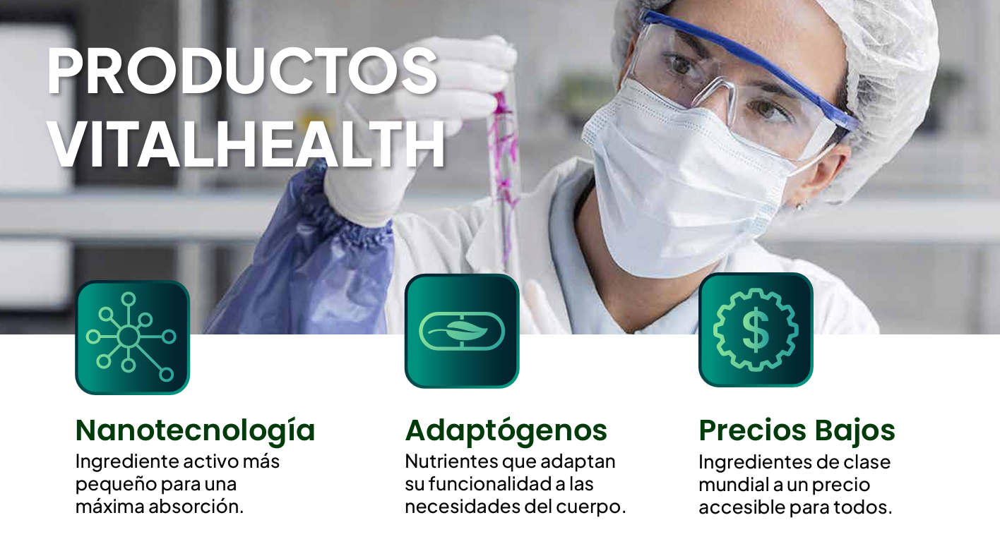 PRODUCTOS
VITALHEALTH
Nanotecnología
Ingrediente activo más
pequeño para una
máxima absorción.
Adaptógenos
Nutrientes que adaptan
su funcionalidad a las
necesidades del cuerpo.
$
Precios Bajos
Ingredientes de clase
mundial a un precio
accesible para todos.